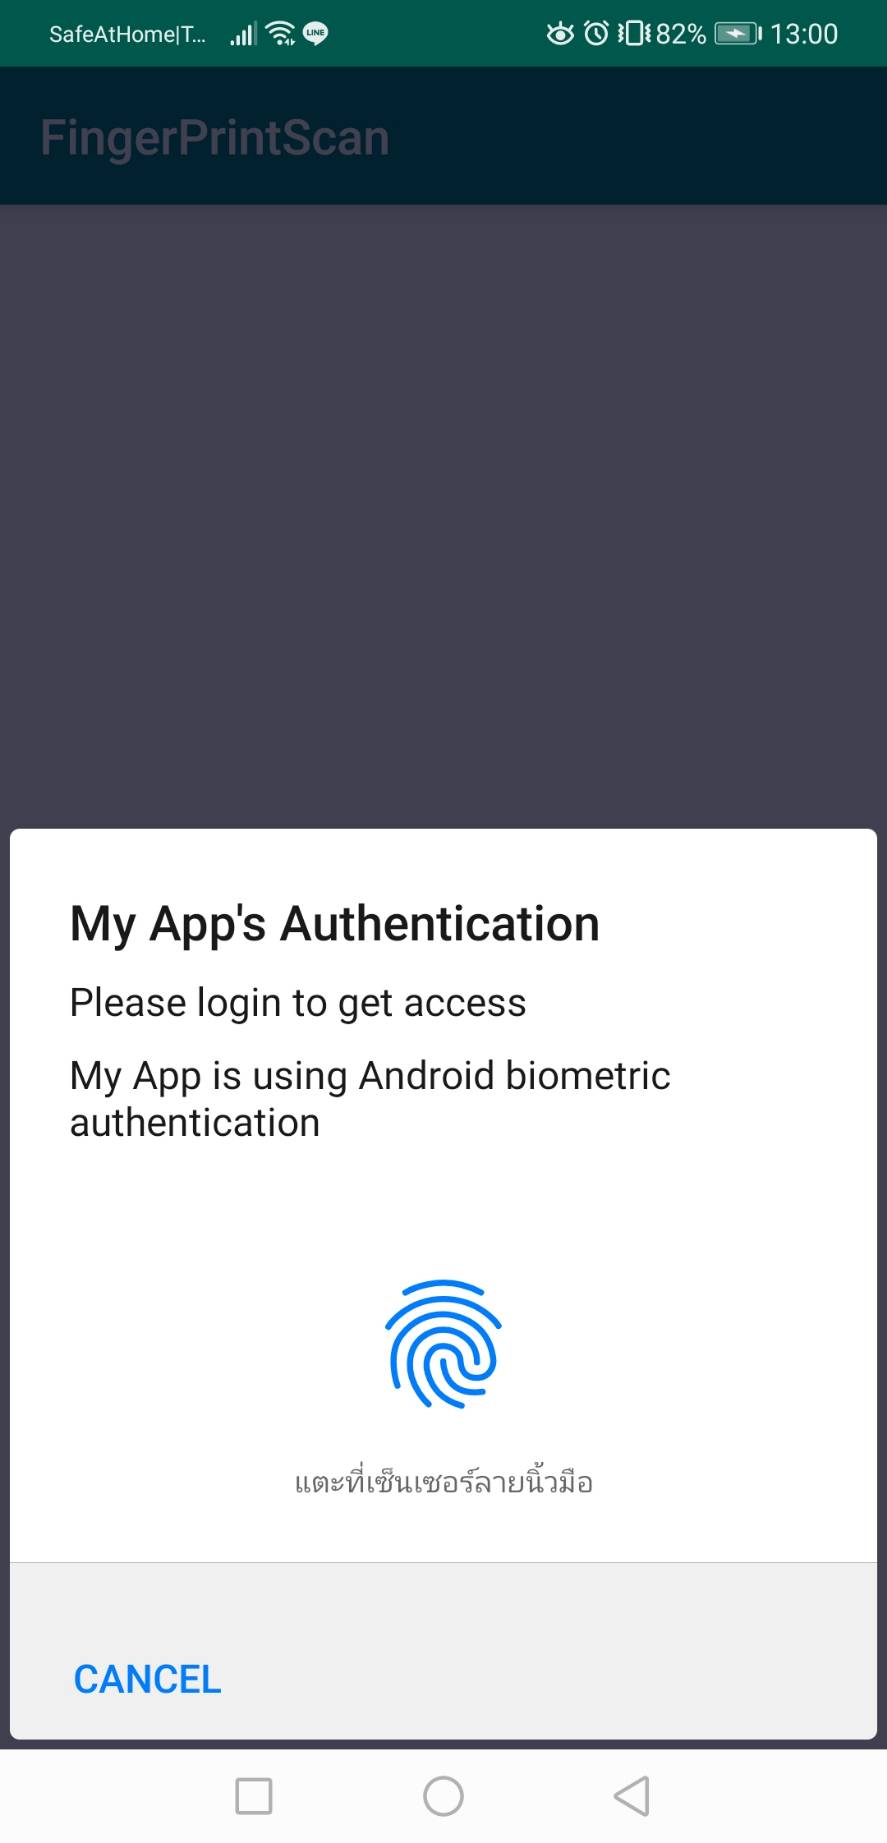 SafeAtHome|T... LINE 82% 13:00
FingerPrintScan
My App's Authentication
Please login to get access
My App is using Android biometric
authentication
แตะที่เซ็นเซอร์ลายนิ้วมือ
CANCEL